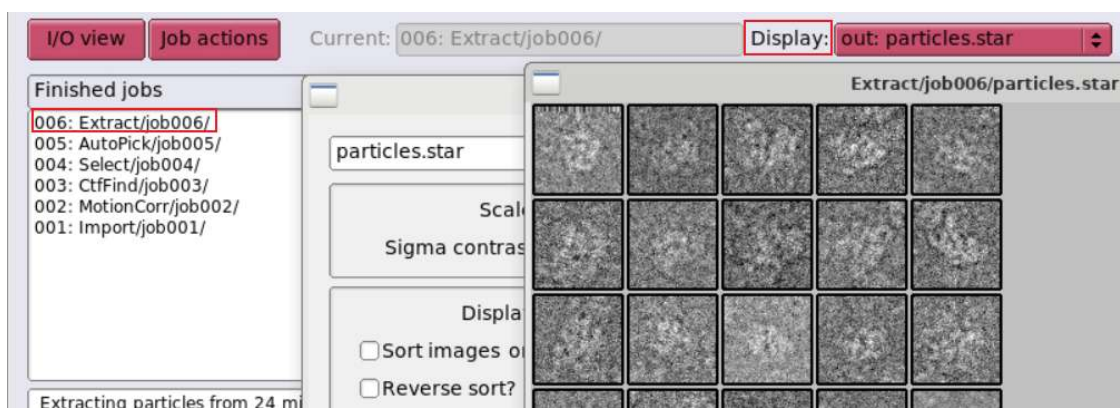 I/O view Job actions Current: 006: Extract/job006/ Display: out: particles.star
Extract/job006/particles.star
Finished jobs
006: Extract/job006/
005: AutoPick/job005/
004: Select/job004/
003: CtfFind/job003/
002: MotionCorr/job002/
001: Import/job001/
particles.star
Scale
Sigma contras
Displa
Sort images o
Reverse sort?
Extracting particles from 24 mi